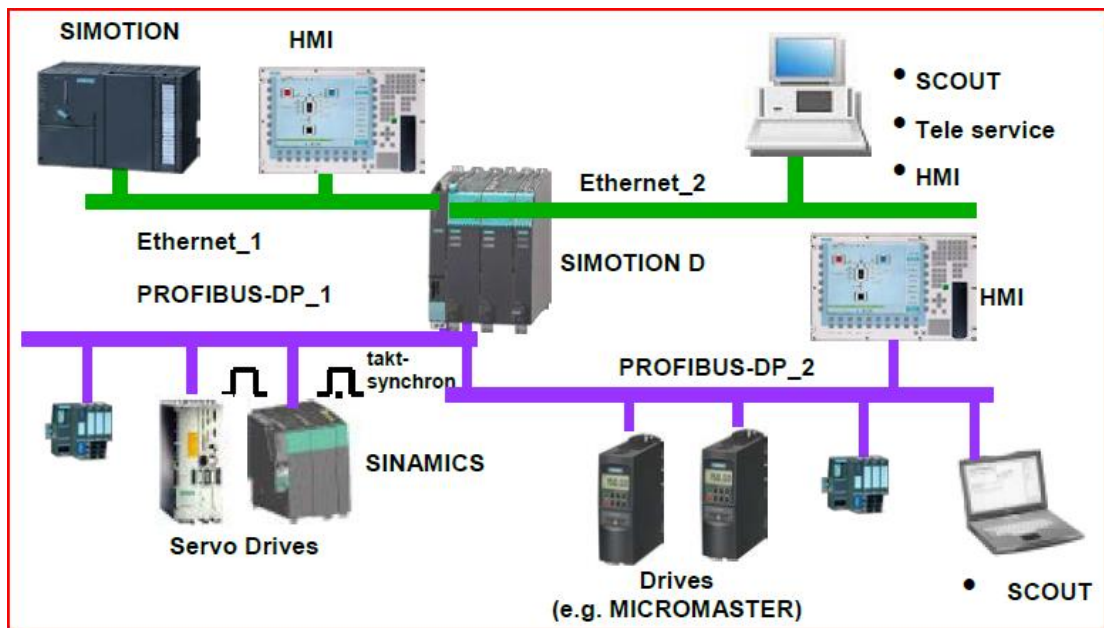 SIMOTION
HMI
• SCOUT
• Tele service
• HMI
Ethernet_2
Ethernet_1
SIMOTION D
PROFIBUS-DP_1
HMI
takt-
synchron
PROFIBUS-DP_2
SINAMICS
Servo Drives
Drives
(e.g. MICROMASTER)
• SCOUT